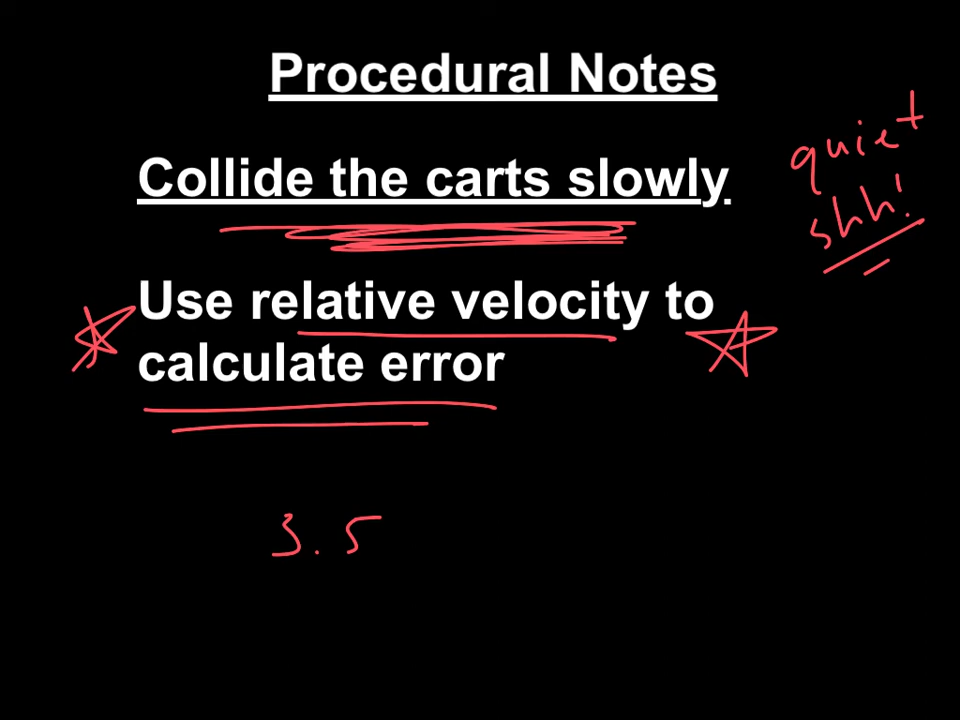 Procedural Notes
quiet
shh!
Collide the carts slowly
Use relative velocity to
calculate error
3.5